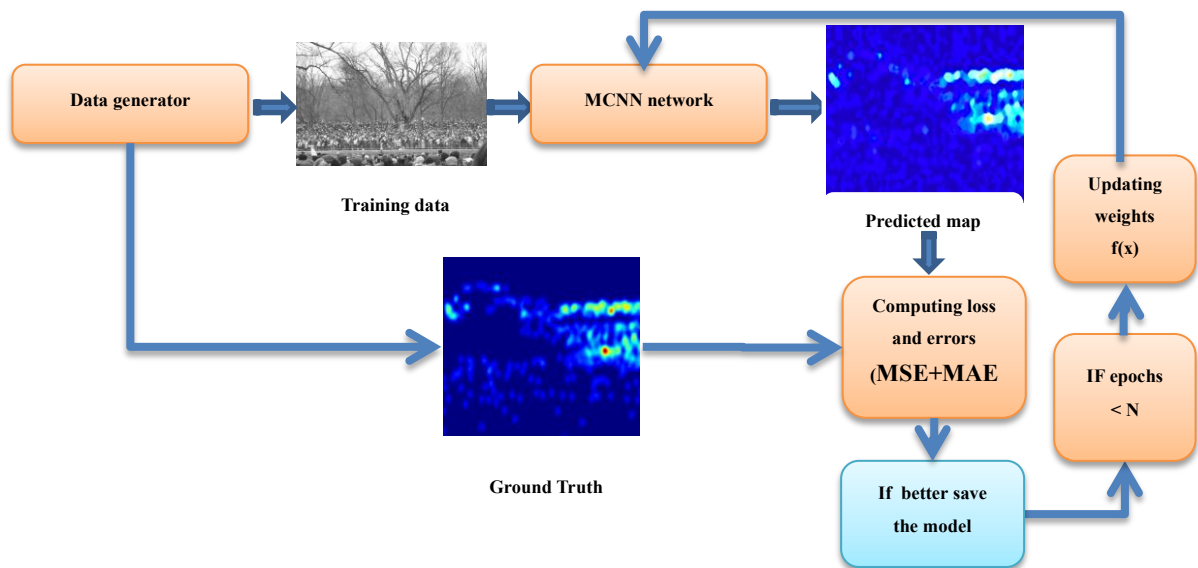 Data generator
MCNN network
Training data
Predicted map
Updating
weights
f(x)
Computing loss
and errors
(MSE+MAE
IF epochs
< N
Ground Truth
If better save
the model